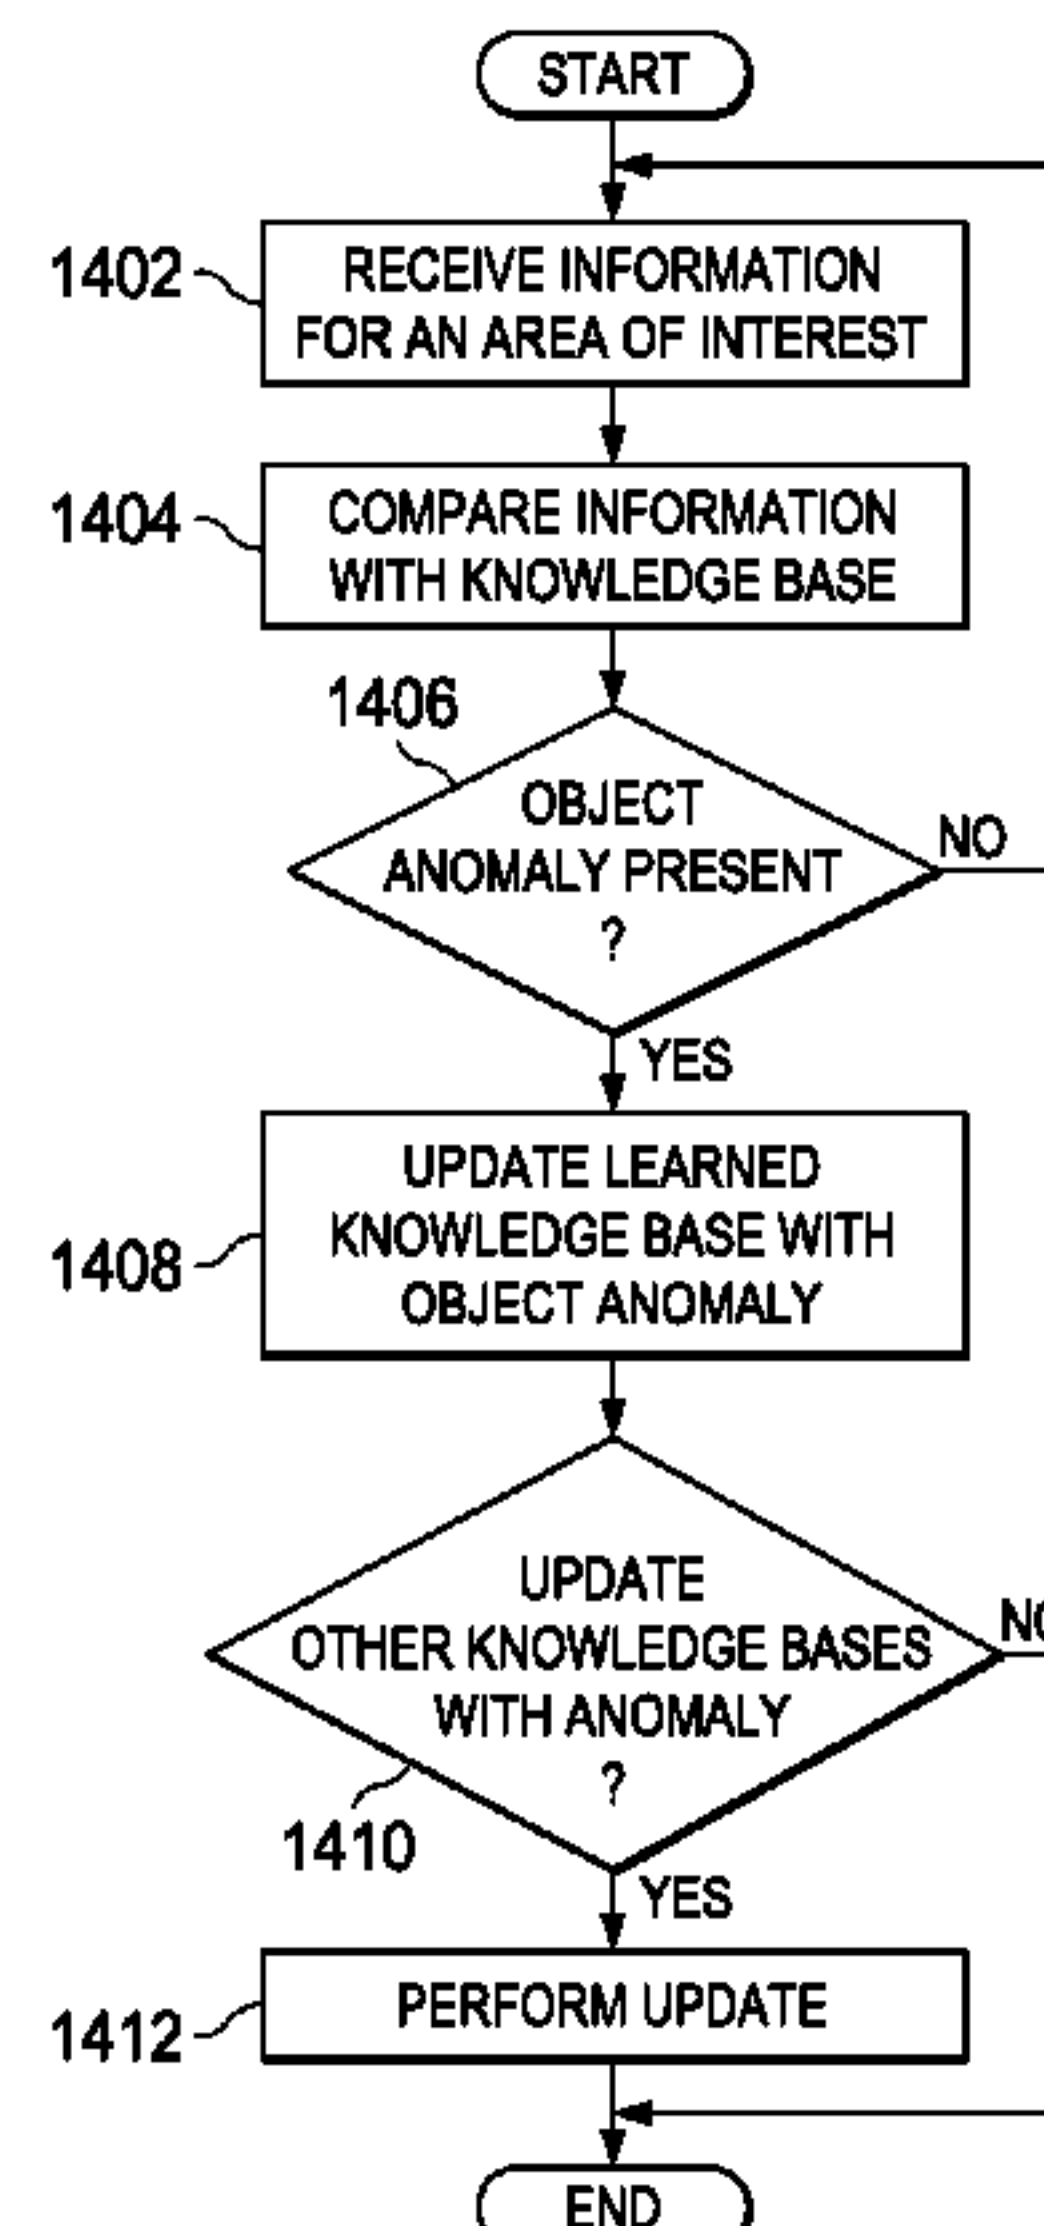 START
1402
RECEIVE INFORMATION
FOR AN AREA OF INTEREST
1404
COMPARE INFORMATION
WITH KNOWLEDGE BASE
1406
OBJECT
ANOMALY PRESENT
?
NO
YES
1408
UPDATE LEARNED
KNOWLEDGE BASE WITH
OBJECT ANOMALY
UPDATE
OTHER KNOWLEDGE BASES
WITH ANOMALY
?
NO
1410
YES
1412
PERFORM UPDATE
END